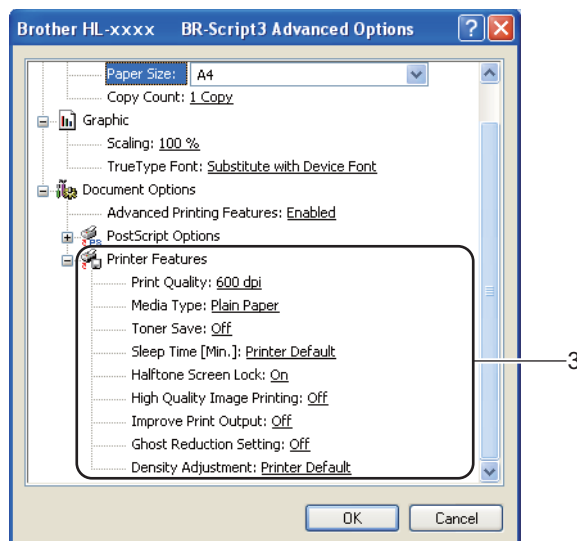 Brother HL-xxxx BR-Script3 Advanced Options
Paper Size: A4
Copy Count: 1 Copy
Graphic
Scaling: 100 %
TrueType Font: Substitute with Device Font
Document Options
Advanced Printing Features: Enabled
PostScript Options
Printer Features
Print Quality: 600 dpi
Media Type: Plain Paper
Toner Save: Off
Sleep Time [Min.]: Printer Default
3
Halftone Screen Lock: On
High Quality Image Printing: Off
Improve Print Output: Off
Ghost Reduction Setting: Off
Density Adjustment: Printer Default
OK Cancel